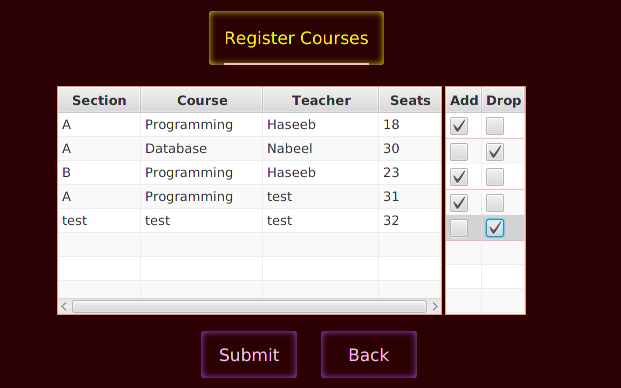 Register Courses
Section Course Teacher Seats Add Drop
A Programming Haseeb 18
A Database Nabeel 30
B Programming Haseeb 23
A Programming test 31
test test test 32
Submit Back